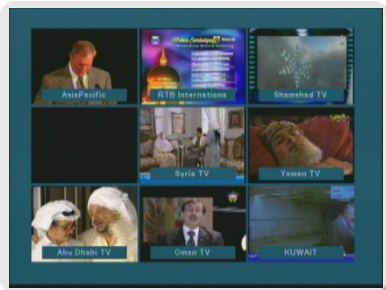 AsiaPacific
RTB Internationa
Shamshad TV
Syria TV
Yemen TV
Abu Dhabi TV
Oman TV
KUWAIT